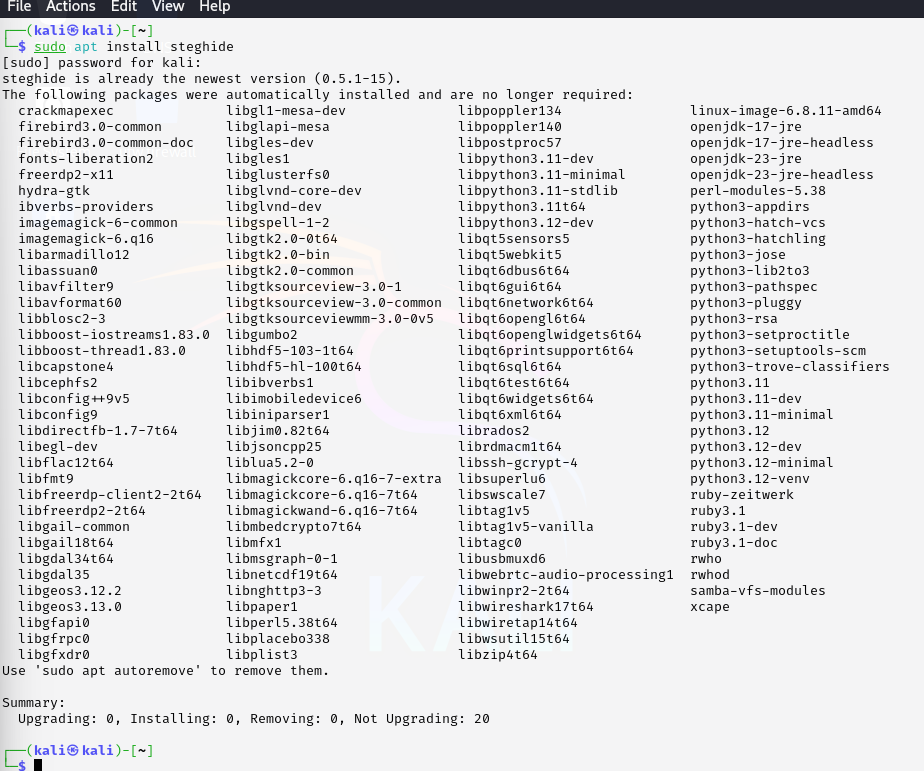 File Actions Edit View Help
┌──(kali㉿kali)-[~]
└─$ sudo apt install steghide
[sudo] password for kali:
steghide is already the newest version (0.5.1-15).
The following packages were automatically installed and are no longer required:
crackmapexec libgl1-mesa-dev libpoppler134 linux-image-6.8.11-amd64
firebird3.0-common libglapi-mesa libpoppler140 openjdk-17-jre
firebird3.0-common-doc libgles-dev libpostproc57 openjdk-17-jre-headless
fonts-liberation2 libgles1 libpython3.11-dev openjdk-23-jre
freerdp2-x11 libglusterfs0 libpython3.11-minimal openjdk-23-jre-headless
hydra-gtk libglvnd-core-dev libpython3.11-stdlib perl-modules-5.38
ibverbs-providers libglvnd-dev libpython3.11t64 python3-appdirs
imagemagick-6-common libgspell-1-2 libpython3.12-dev python3-hatch-vcs
imagemagick-6.q16 libgtk2.0-0t64 libqt5sensors5 python3-hatchling
libarmadillo12 libgtk2.0-bin libqt5webkit5 python3-jose
libassuan0 libgtk2.0-common libqt6dbus6t64 python3-lib2to3
libavfilter9 libgtksourceview-3.0-1 libqt6gui6t64 python3-pathspec
libavformat60 libgtksourceview-3.0-common libqt6network6t64 python3-pluggy
libblosc2-3 libgtksourceviewmm-3.0-0v5 libqt6opengl6t64 python3-rsa
libboost-iostreams1.83.0 libgumbo2 libqt6openglwidgets6t64 python3-setproctitle
libboost-thread1.83.0 libhdf5-103-1t64 libqt6printsupport6t64 python3-setuptools-scm
libcapstone4 libhdf5-hl-100t64 libqt6sql6t64 python3-trove-classifiers
libcephfs2 libibverbs1 libqt6test6t64 python3.11
libconfig++9v5 libimobiledevice6 libqt6widgets6t64 python3.11-dev
libconfig9 libiniparser1 libqt6xml6t64 python3.11-minimal
libdirectfb-1.7-7t64 libjim0.82t64 librados2 python3.12
libegl-dev libjsoncpp25 librdmacm1t64 python3.12-dev
libflac12t64 liblua5.2-0 libssh-gcrypt-4 python3.12-minimal
libfmt9 libmagickcore-6.q16-7-extra libsuperlu6 python3.12-venv
libfreerdp-client2-2t64 libmagickcore-6.q16-7t64 libswscale7 ruby-zeitwerk
libfreerdp2-2t64 libmagickwand-6.q16-7t64 libtag1v5 ruby3.1
libgail-common libmbedcrypto7t64 libtag1v5-vanilla ruby3.1-dev
libgail18t64 libmfx1 libtagc0 ruby3.1-doc
libgdal34t64 libmsgraph-0-1 libusbmuxd6 rwho
libgdal35 libnetcdf19t64 libwebrtc-audio-processing1 rwhod
libgeos3.12.2 libnghttp3-3 libwinpr2-2t64 samba-vfs-modules
libgeos3.13.0 libpaper1 libwireshark17t64 xcape
libgfapi0 libperl5.38t64 libwiretap14t64
libgfrpc0 libplacebo338 libwsutil15t64
libgfxdr0 libplist3 libzip4t64
Use 'sudo apt autoremove' to remove them.
Summary:
Upgrading: 0, Installing: 0, Removing: 0, Not Upgrading: 20
┌──(kali㉿kali)-[~]
└─$